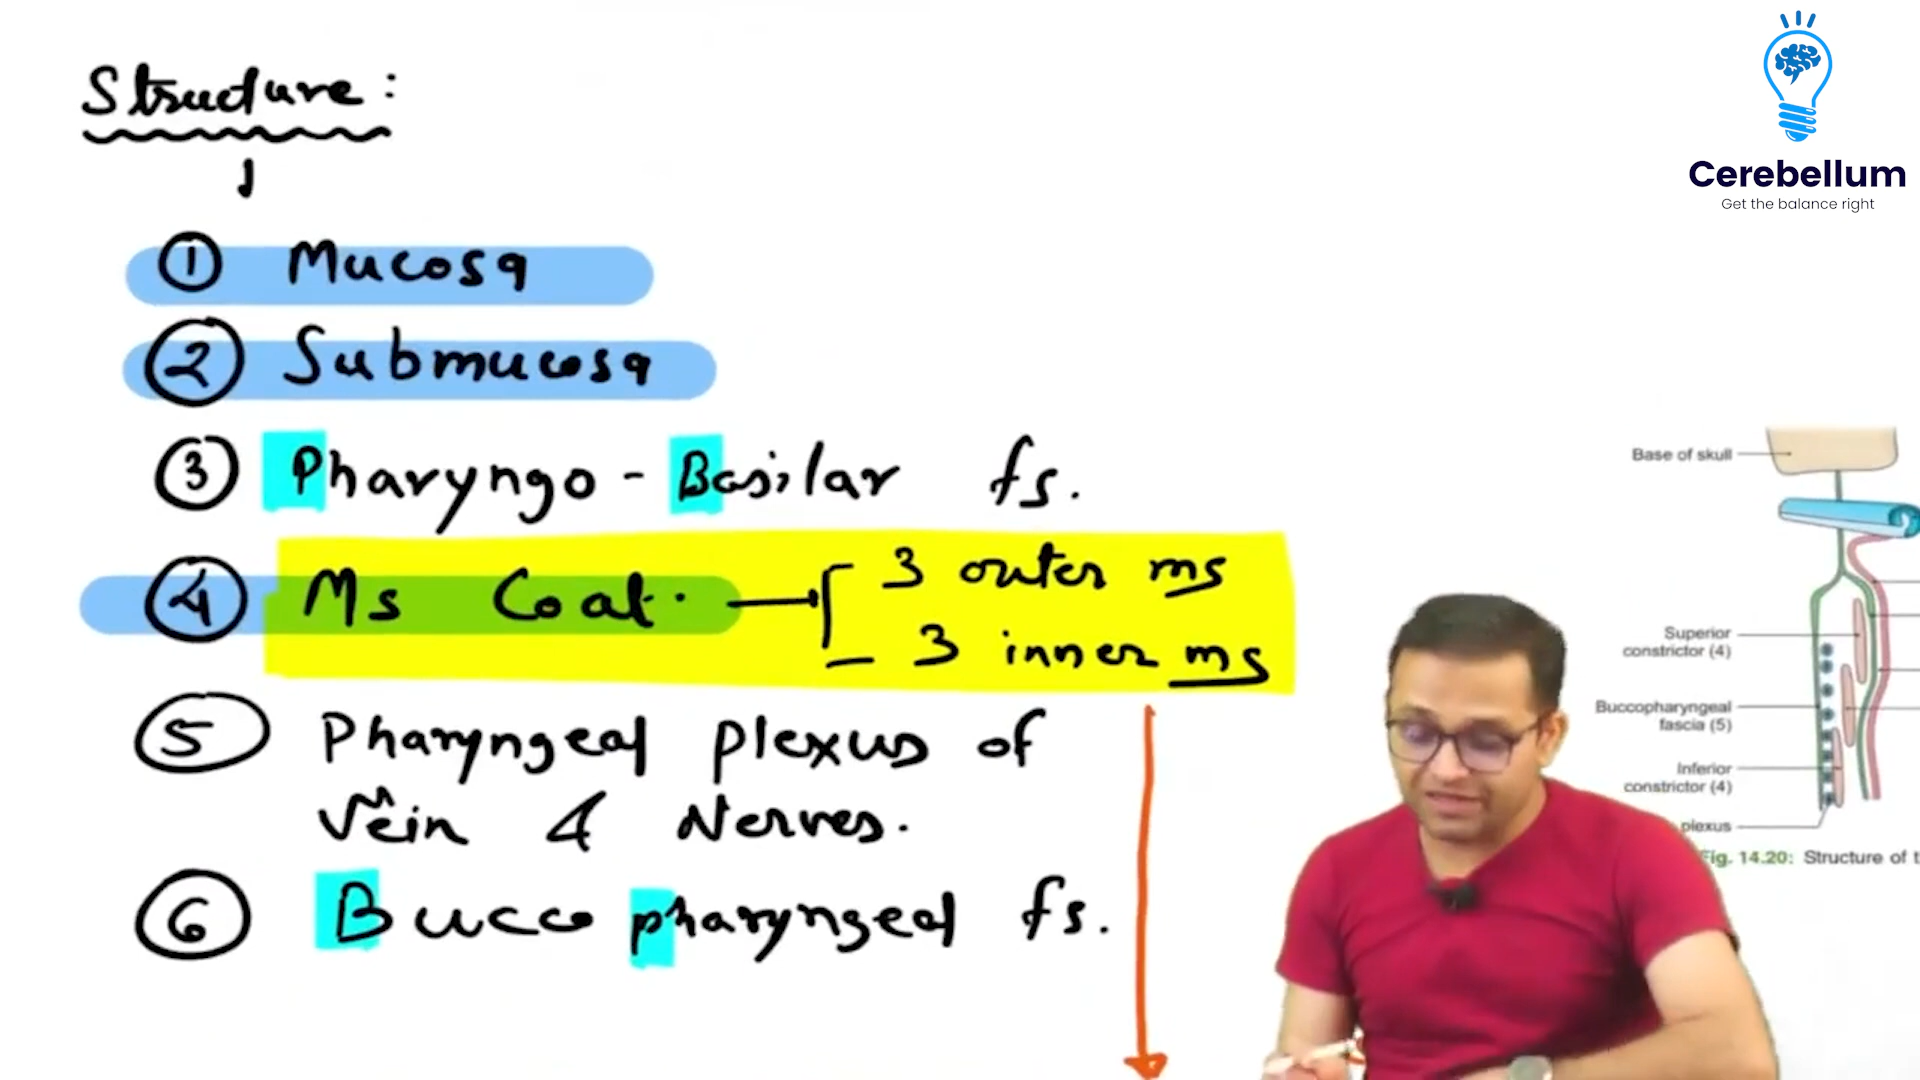 Structure:
① Mucosa
② Submucosa
③ Pharyngo - Basilar fs.
④ Ms Coat. 3 outer ms
3 inner ms
⑤ Pharyngeal plexus of
Vein & Nerves.
⑥ Bucco pharyngeal fs.
Cerebellum
Get the balance right
Base of skull
Superior
constrictor (4)
Buccopharyngeal
fascia (5)
Inferior
constrictor (4)
plexus
Fig. 14.20: Structure of t